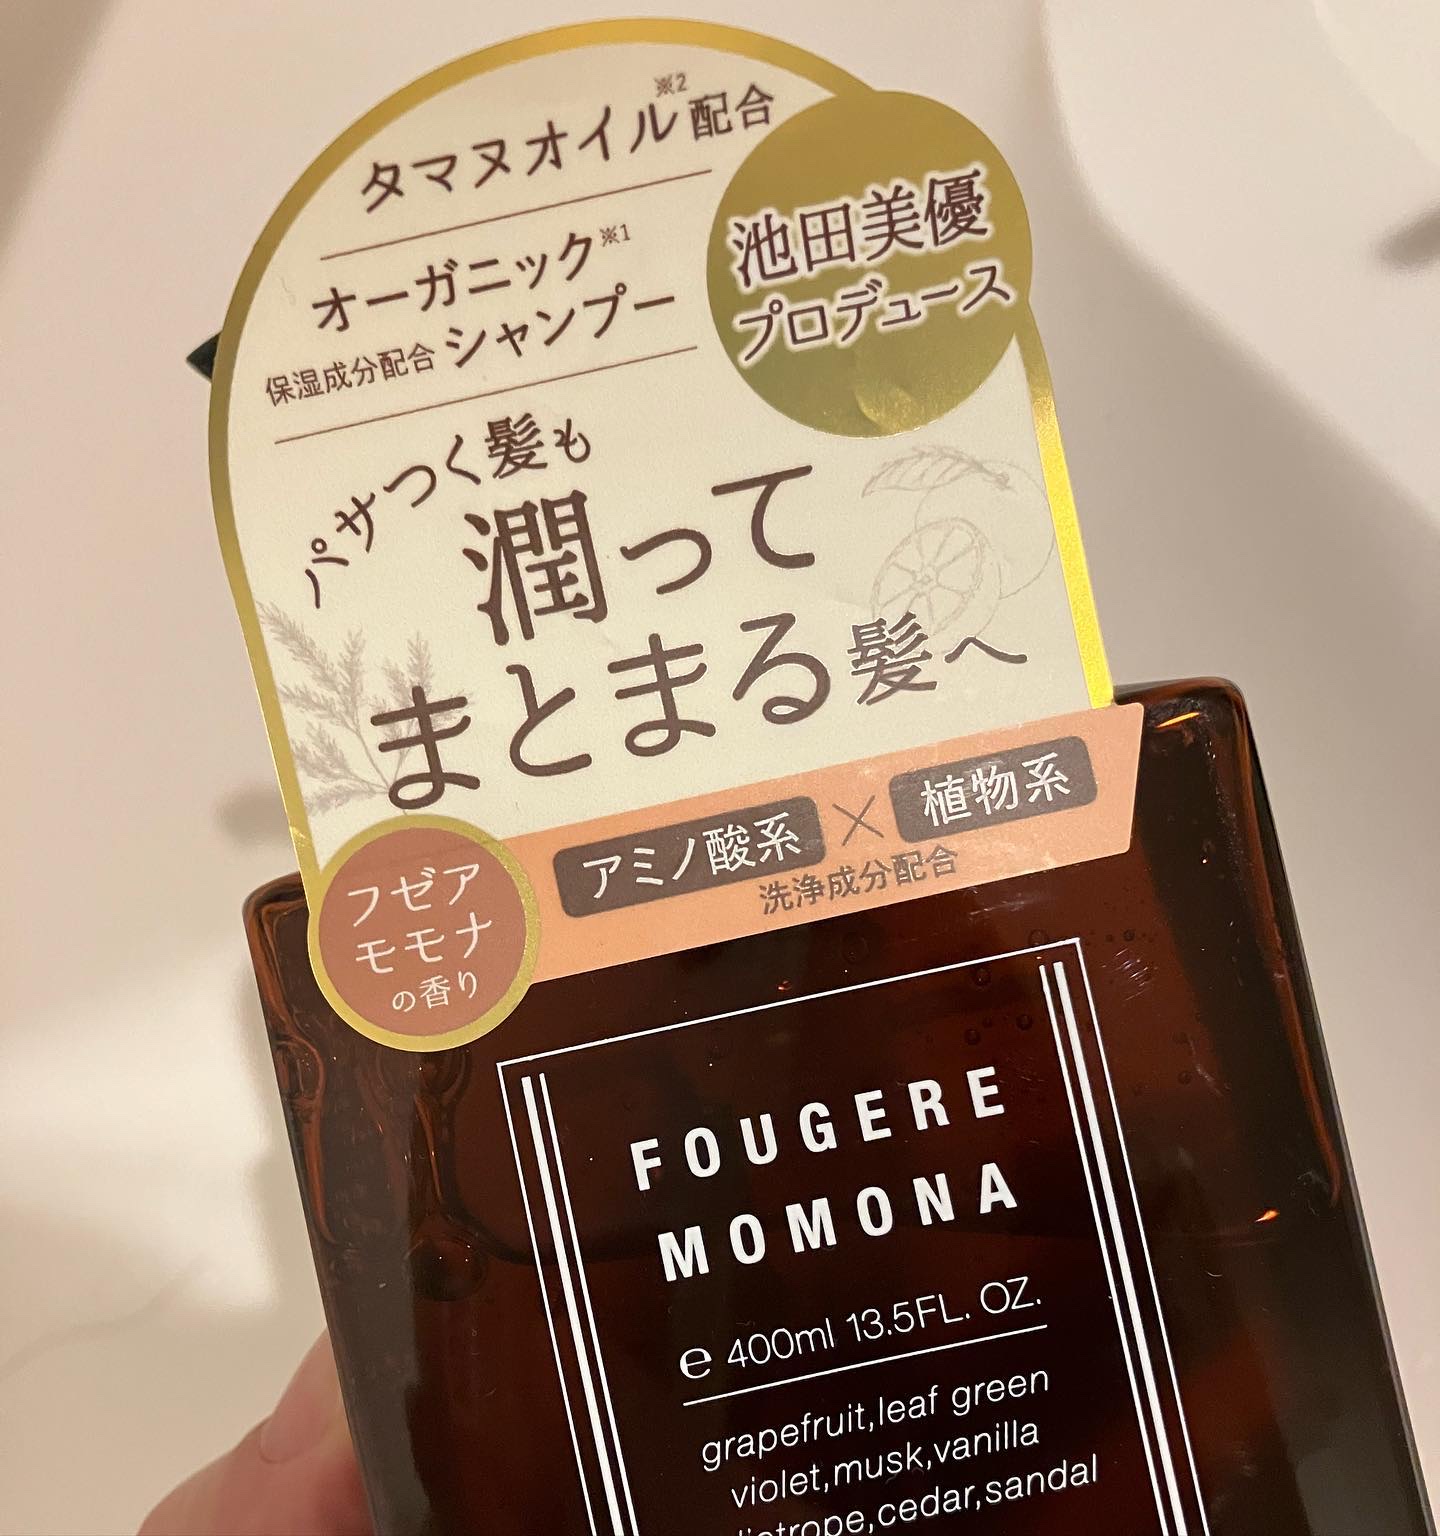 タマヌオイル※2配合
オーガニック※1
保湿成分配合 シャンプー
池田美優
プロデュース
パサつく髪も
潤って
まとまる髪へ
アミノ酸系×植物系
洗浄成分配合
フゼア
モモナ
の香り
FOUGERE
MOMONA
℮ 400ml 13.5FL. OZ.
grapefruit,leaf green
violet,musk,vanilla
cedar,sandal